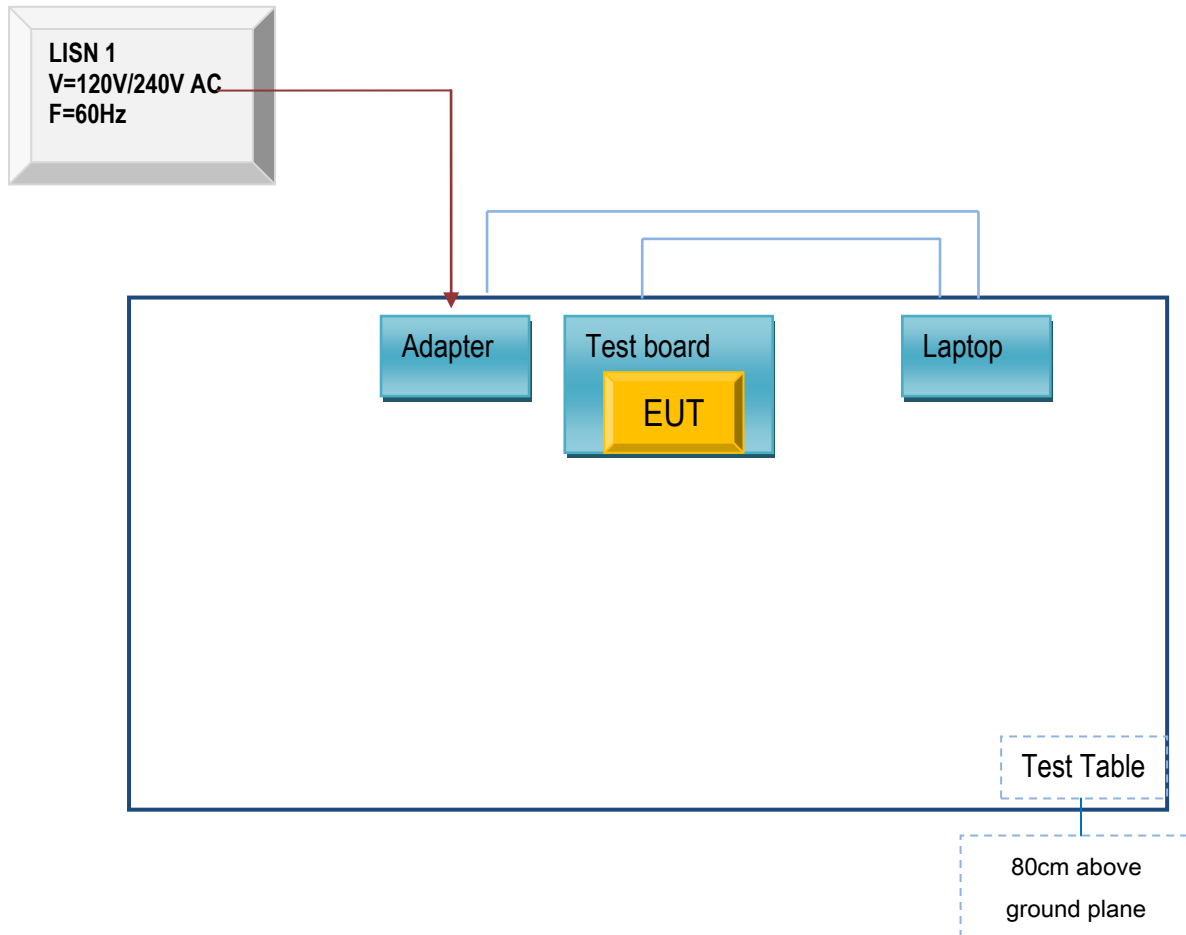 LISN 1
V=120V/240V AC
F=60Hz
Adapter
Test board
Laptop
EUT
Test Table
80cm above
ground plane